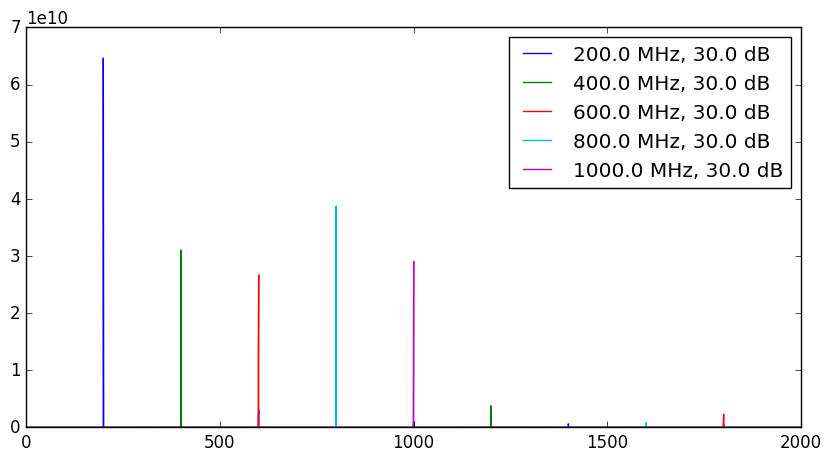 1e10
7
6
5
4
3
2
1
0
200.0 MHz, 30.0 dB
400.0 MHz, 30.0 dB
600.0 MHz, 30.0 dB
800.0 MHz, 30.0 dB
1000.0 MHz, 30.0 dB
0 500 1000 1500 2000